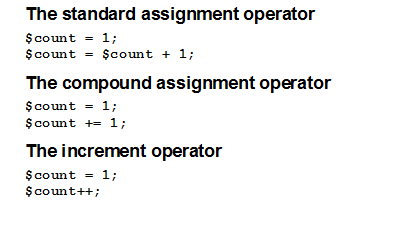 The standard assignment operator
$count = 1;
$count = $count + 1;
The compound assignment operator
$count = 1;
$count += 1;
The increment operator
$count = 1;
$count++;